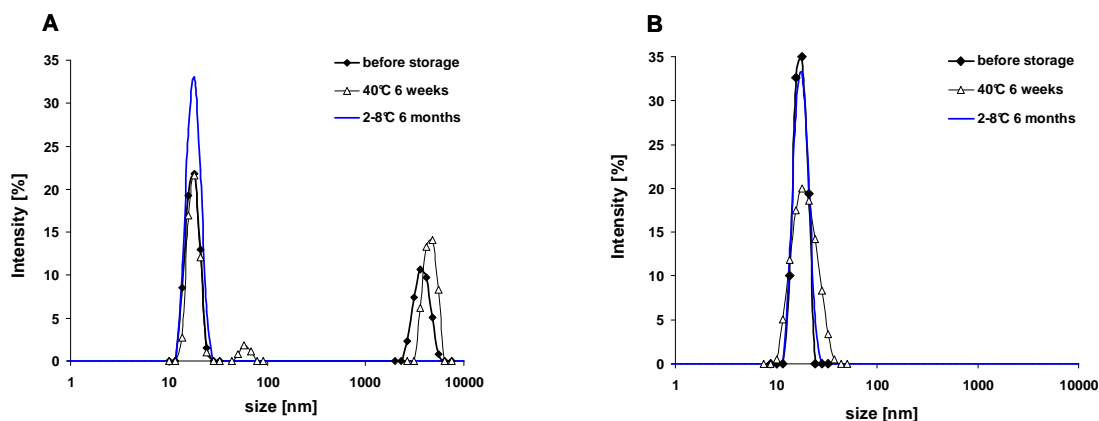 A
35
30
25
20
15
10
5
0
Intensity [%]
1
10
100
1000
10000
size [nm]
before storage
40℃ 6 weeks
2-8℃ 6 months
B
35
30
25
20
15
10
5
0
Intensity [%]
1
10
100
1000
10000
size [nm]
before storage
40℃ 6 weeks
2-8℃ 6 months